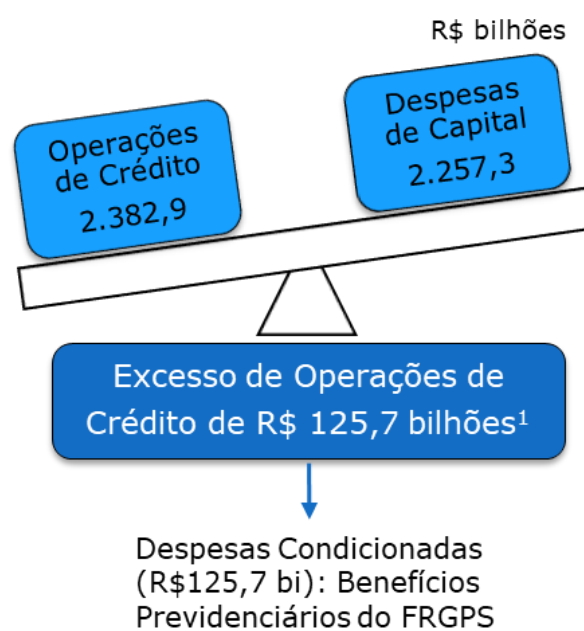 R$ bilhões
Operações
de Crédito
2.382,9
Despesas
de Capital
2.257,3
Excesso de Operações de
Crédito de R$ 125,7 bilhões¹
Despesas Condicionadas
(R$125,7 bi): Benefícios
Previdenciários do FRGPS